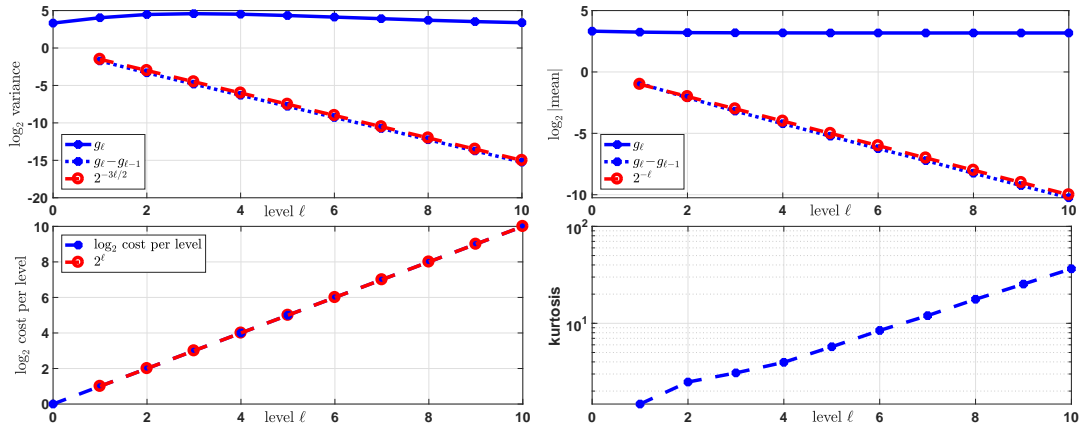 5
0
-5
-10
-15
-20
log₂ variance
g_ℓ
g_ℓ−g_{ℓ−1}
2^{−3ℓ/2}
0 2 4 6 8 10
level ℓ
5
0
-5
-10
log₂ |mean|
g_ℓ
g_ℓ−g_{ℓ−1}
2^{−ℓ}
0 2 4 6 8 10
level ℓ
10
8
6
4
2
0
log₂ cost per level
log₂ cost per level
2^ℓ
0 2 4 6 8 10
level ℓ
10²
10¹
kurtosis
0 2 4 6 8 10
level ℓ